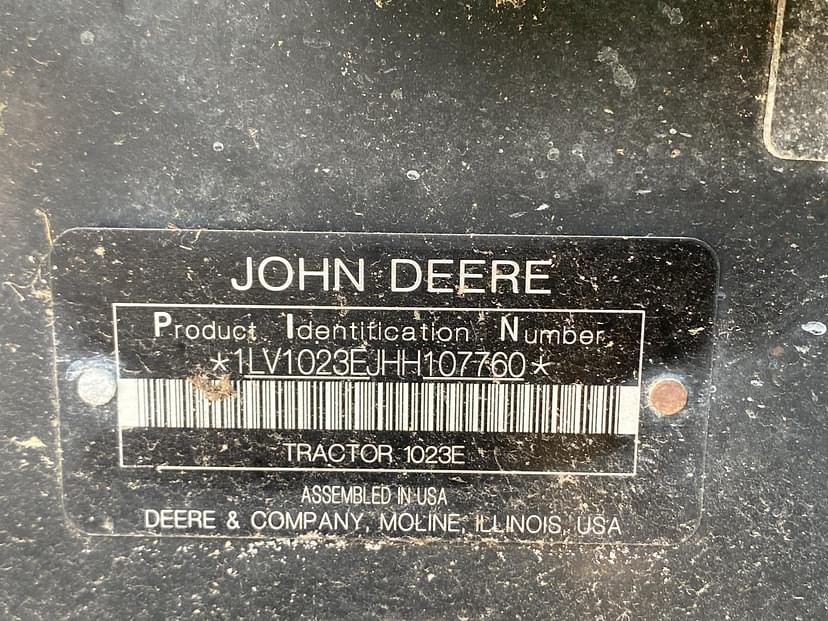 JOHN DEERE
Product Identification Number
*1LV1023EJHH107760*
TRACTOR 1023E
ASSEMBLED IN USA
DEERE & COMPANY, MOLINE, ILLINOIS, USA